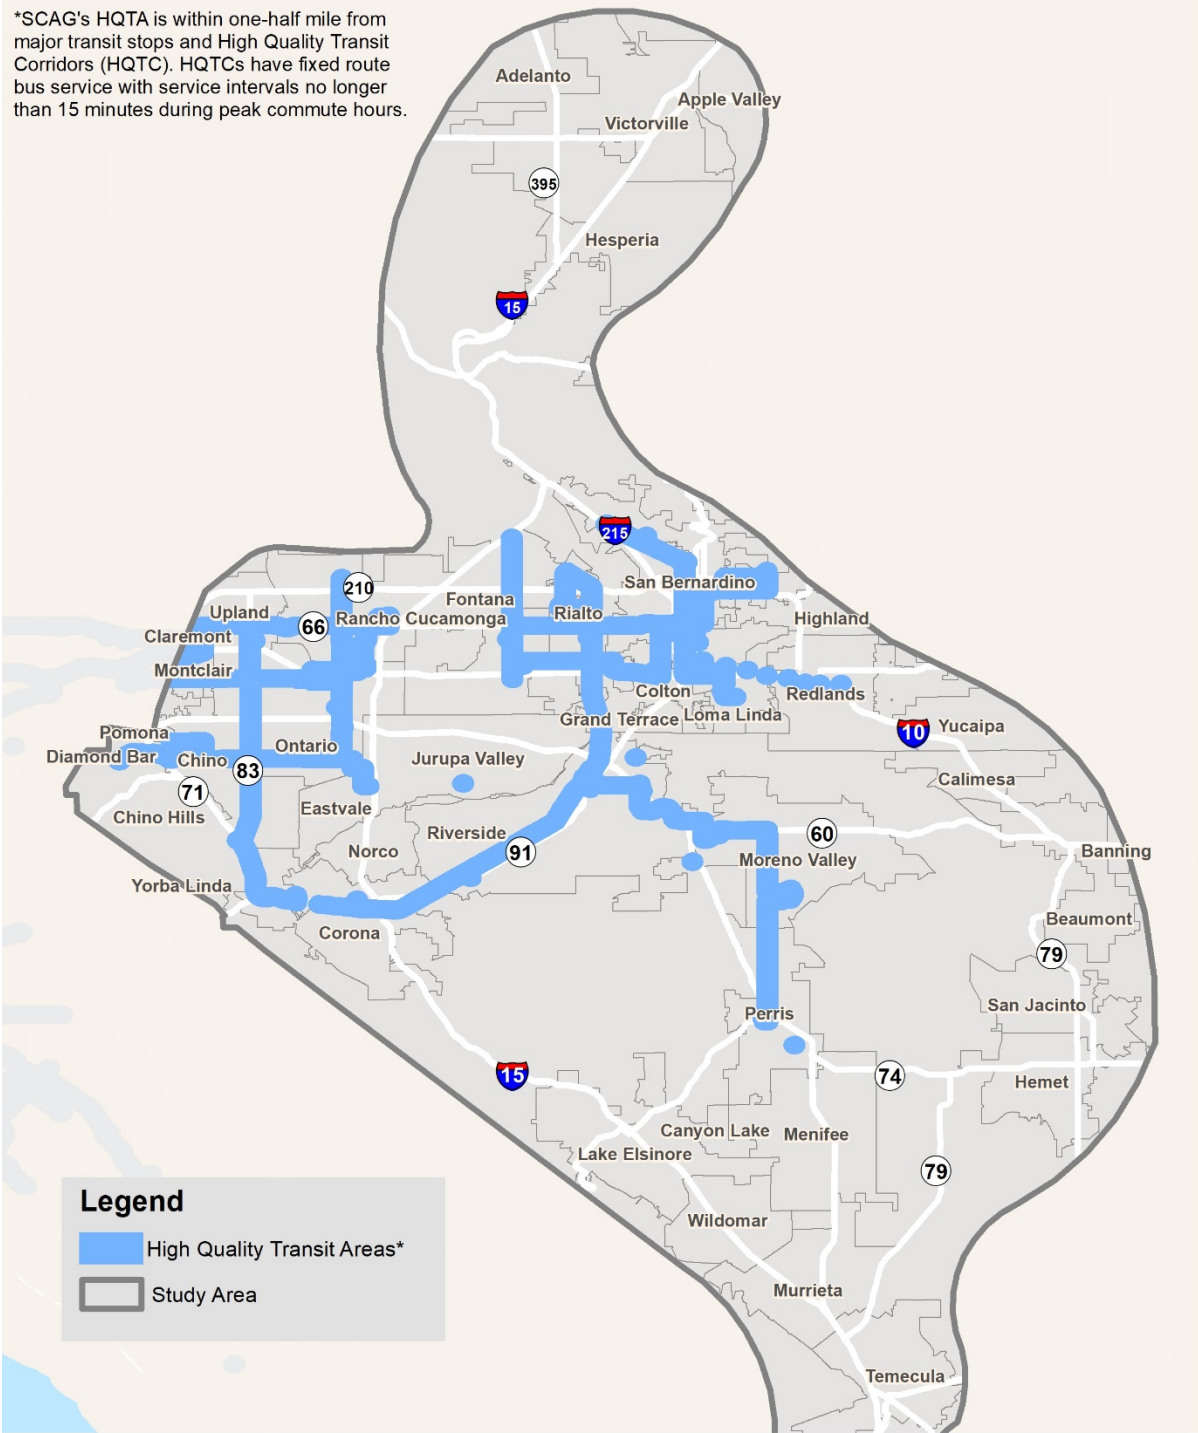 *SCAG's HQTA is within one-half mile from
major transit stops and High Quality Transit
Corridors (HQTC). HQTCs have fixed route
bus service with service intervals no longer
than 15 minutes during peak commute hours.
Adelanto
Apple Valley
Victorville
395
Hesperia
15
215
San Bernardino
210
Fontana
Upland
66
Rancho Cucamonga
Rialto
Highland
Claremont
Montclair
Colton
Redlands
Grand Terrace
Loma Linda
10
Yucaipa
Pomona
Diamond Bar
Chino
Ontario
83
Jurupa Valley
Calimesa
71
Chino Hills
Eastvale
Riverside
91
60
Norco
Moreno Valley
Banning
Yorba Linda
Corona
Beaumont
79
San Jacinto
Perris
15
74
Hemet
Canyon Lake
Menifee
Lake Elsinore
79
Wildomar
Murrieta
Temecula
Legend
High Quality Transit Areas*
Study Area